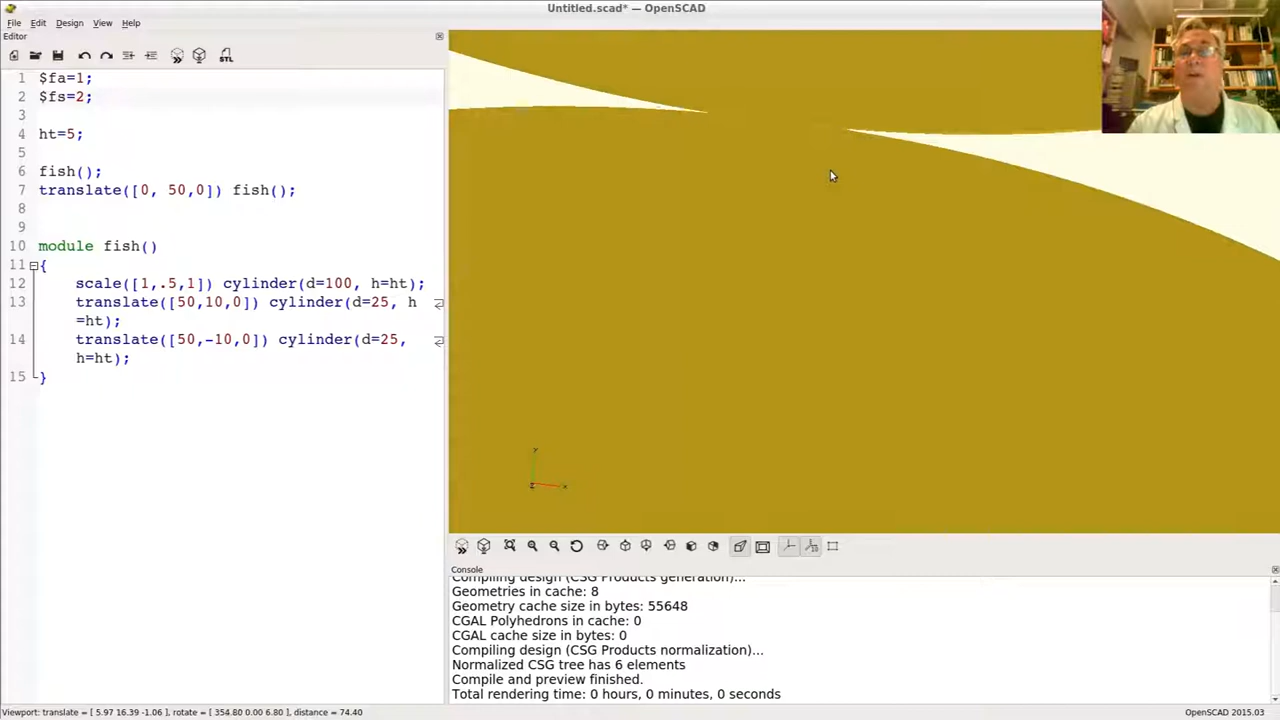 Untitled.scad* — OpenSCAD
File Edit Design View Help
Editor
STL
1 $fa=1;
2 $fs=2;
3
4 ht=5;
5
6 fish();
7 translate([0, 50,0]) fish();
8
9
10 module fish()
11 {
12 scale([1,.5,1]) cylinder(d=100, h=ht);
13 translate([50,10,0]) cylinder(d=25, h
=ht);
14 translate([50,-10,0]) cylinder(d=25,
h=ht);
15 }
y
z x
Console
Compiling design (CSG Products generation)...
Geometries in cache: 8
Geometry cache size in bytes: 55648
CGAL Polyhedrons in cache: 0
CGAL cache size in bytes: 0
Compiling design (CSG Products normalization)...
Normalized CSG tree has 6 elements
Compile and preview finished.
Total rendering time: 0 hours, 0 minutes, 0 seconds
Viewport: translate = [ 5.97 16.39 -1.06 ], rotate = [ 354.80 0.00 6.80 ], distance = 74.40
OpenSCAD 2015.03